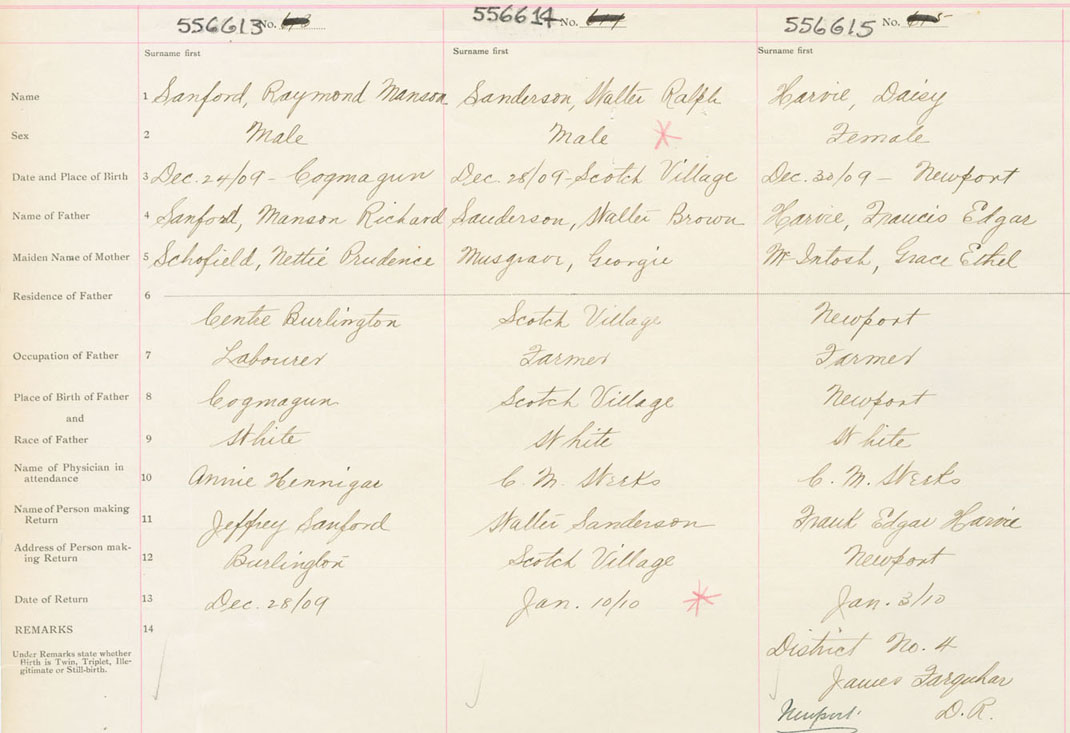 556613 No. 556614 No. 556615 No.
Surname first Surname first Surname first
Name 1 Sanford, Raymond Manson Sanderson, Walter Ralph Harvie, Daisy
Sex 2 Male Male Female
Date and Place of Birth 3 Dec. 24/09 - Cogmagun Dec. 28/09 - Scotch Village Dec. 30/09 - Newport
Name of Father 4 Sanford, Manson Richard Sanderson, Walter Brown Harvie, Francis Edgar
Maiden Name of Mother 5 Schofield, Nettie Prudence Musgrave, Georgie McIntosh, Grace Ethel
Residence of Father 6
Centre Burlington Scotch Village Newport
Occupation of Father 7 Labourer Farmer Farmer
Place of Birth of Father 8 Cogmagun Scotch Village Newport
and
Race of Father 9 White White White
Name of Physician in
attendance 10 Annie Hennigar C. M.  C. M.
Name of Person making
Return 11 Jeffrey Sanford Walter Sanderson Frank Edgar Harvie
Address of Person mak-
ing Return 12 Burlington Scotch Village Newport
Date of Return 13 Dec. 28/09 Jan. 10/10 Jan. 3/10
REMARKS 14
Under Remarks state whether
Birth is Twin, Triplet, Ille-
gitimate or Still-birth.
District No. 4
James Farquhar
Newport. D.R.